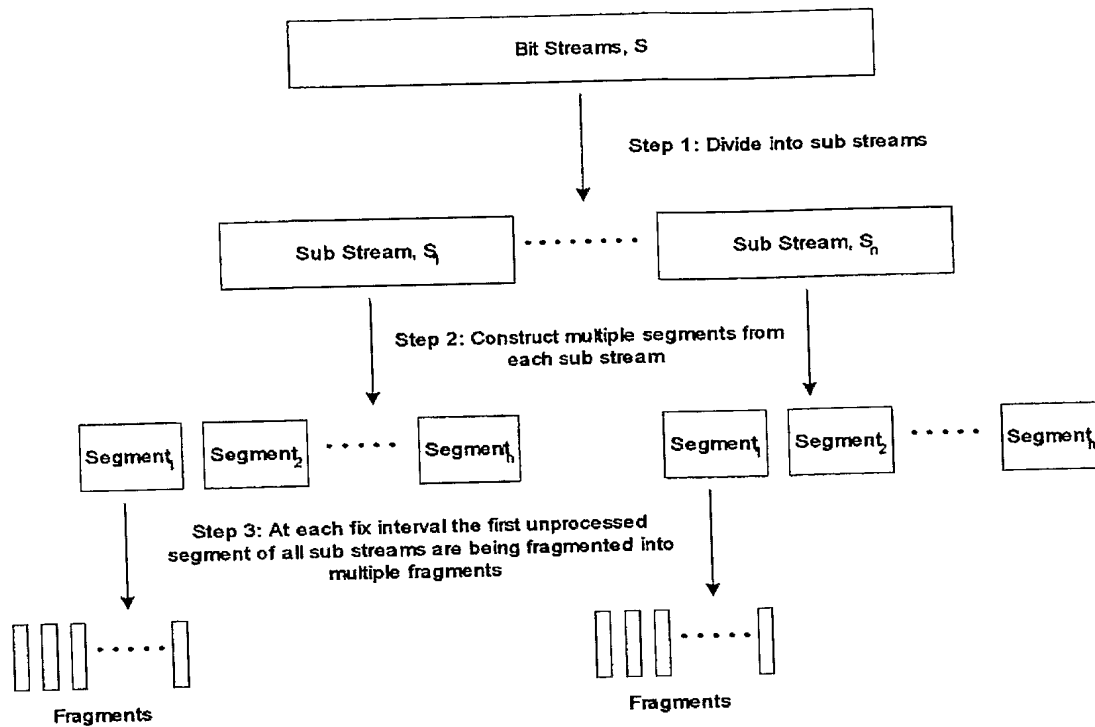 Bit Streams, S
Step 1: Divide into sub streams
Sub Stream, S1
Sub Stream, Sn
Step 2: Construct multiple segments from
each sub stream
Segment1 Segment2 Segmentn
Segment1 Segment2 Segmentn
Step 3: At each fix interval the first unprocessed
segment of all sub streams are being fragmented into
multiple fragments
Fragments
Fragments